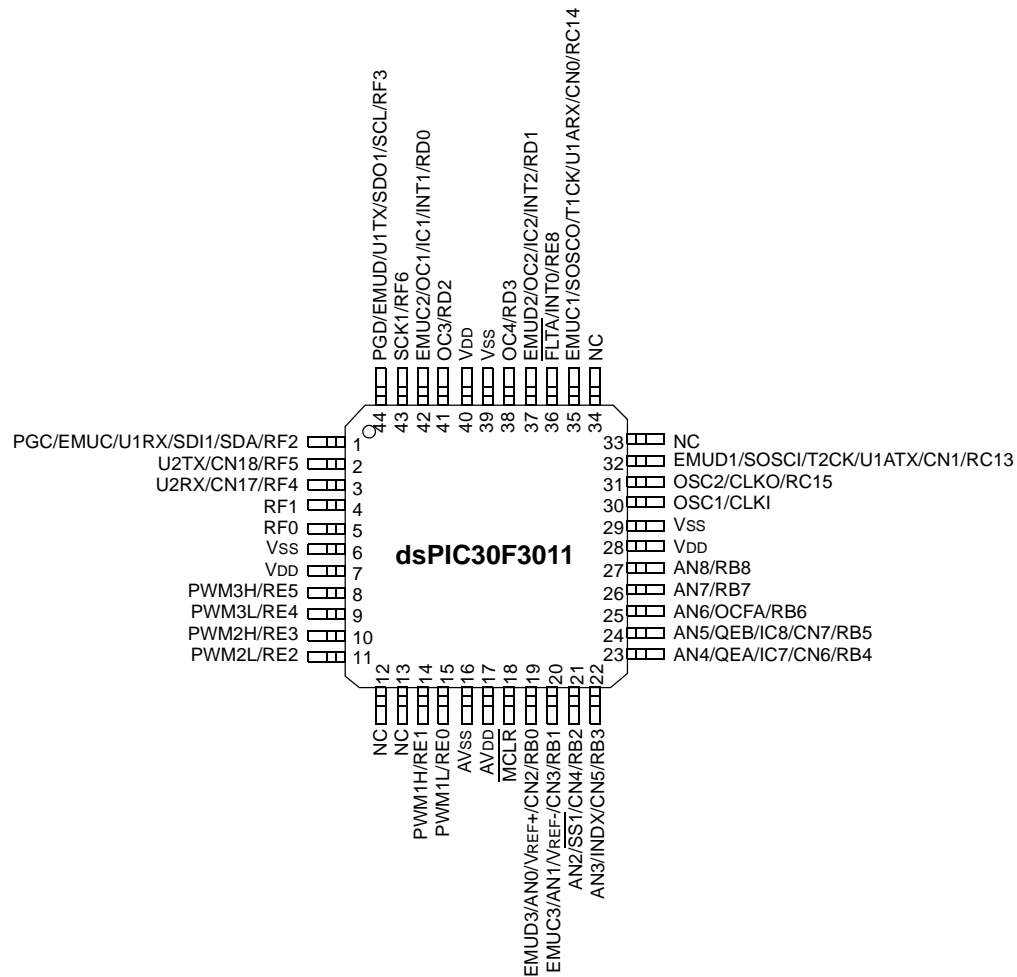 PGD/EMUD/U1TX/SDO1/SCL/RF3
SCK1/RF6
EMUC2/OC1/IC1/INT1/RD0
OC3/RD2
VDD
VSS
OC4/RD3
EMUD2/OC2/IC2/INT2/RD1
FLTA/INT0/RE8
EMUC1/SOSCO/T1CK/U1ARX/CN0/RC14
NC
44
43
42
41
40
39
38
37
36
35
34
PGC/EMUC/U1RX/SDI1/SDA/RF2 1
U2TX/CN18/RF5 2
U2RX/CN17/RF4 3
RF1 4
RF0 5
VSS 6
VDD 7
PWM3H/RE5 8
PWM3L/RE4 9
PWM2H/RE3 10
PWM2L/RE2 11
dsPIC30F3011
33 NC
32 EMUD1/SOSCI/T2CK/U1ATX/CN1/RC13
31 OSC2/CLKO/RC15
30 OSC1/CLKI
29 VSS
28 VDD
27 AN8/RB8
26 AN7/RB7
25 AN6/OCFA/RB6
24 AN5/QEB/IC8/CN7/RB5
23 AN4/QEA/IC7/CN6/RB4
12
13
14
15
16
17
18
19
20
21
22
NC
NC
PWM1H/RE1
PWM1L/RE0
AVSS
AVDD
MCLR
EMUD3/AN0/VREF+/CN2/RB0
EMUC3/AN1/VREF-/CN3/RB1
AN2/SS1/CN4/RB2
AN3/INDX/CN5/RB3